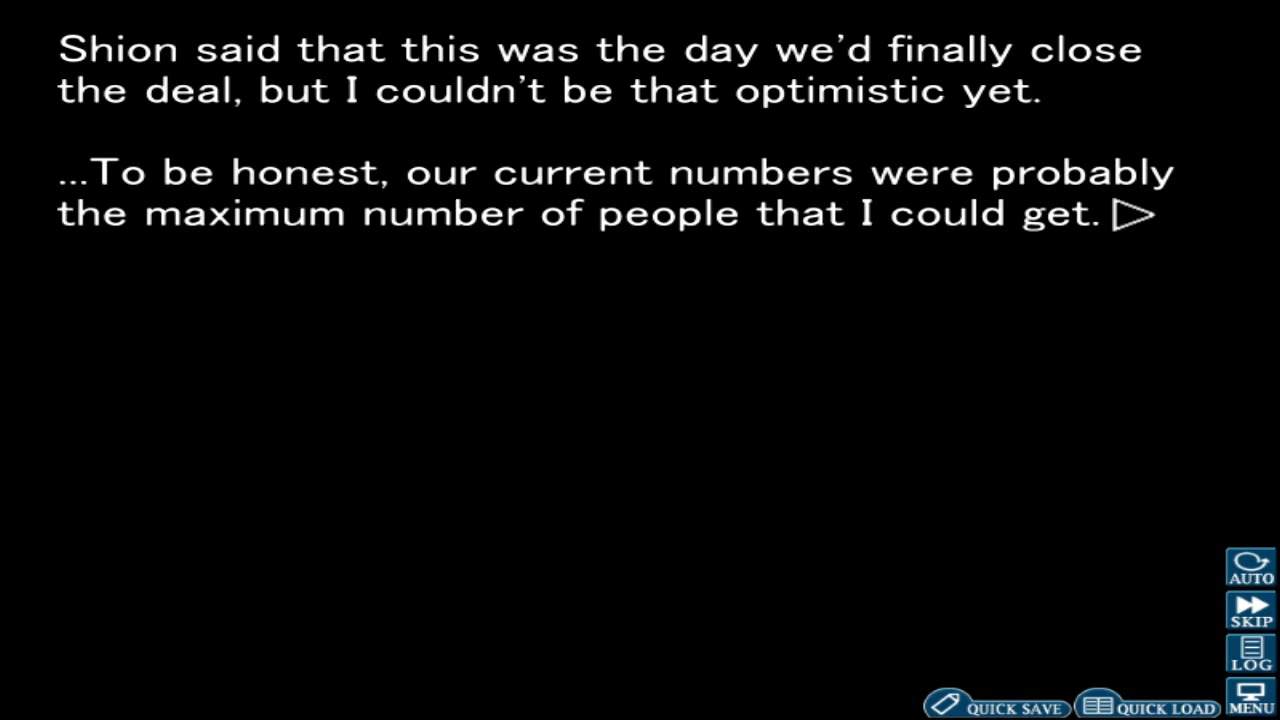 Shion said that this was the day we'd finally close
the deal, but I couldn't be that optimistic yet.
...To be honest, our current numbers were probably
the maximum number of people that I could get.
AUTO
SKIP
LOG
QUICK SAVE
QUICK LOAD
MENU